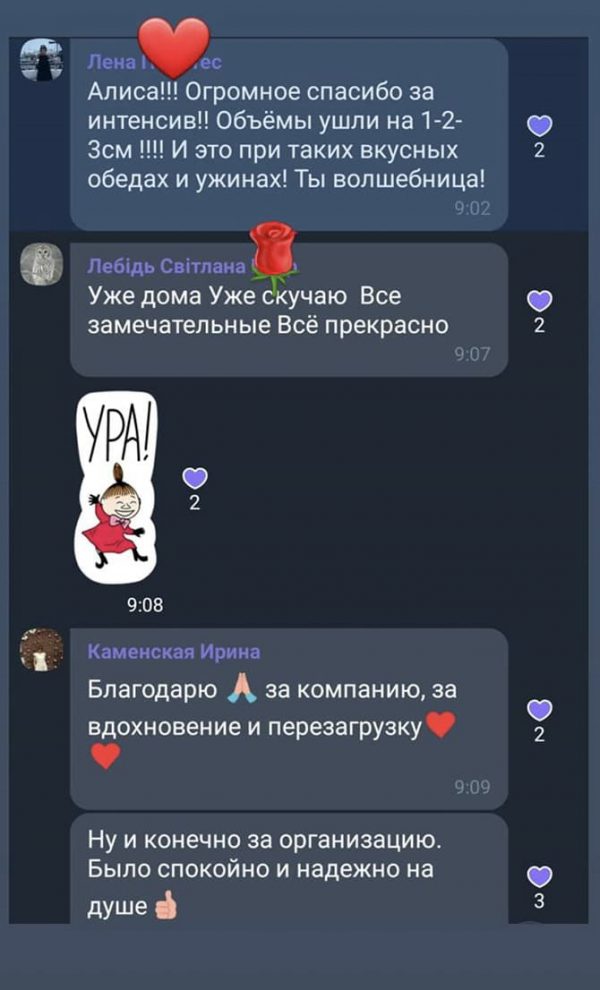 Лена
Алиса!!! Огромное спасибо за
интенсив!! Объёмы ушли на 1-2-
3см !!!! И это при таких вкусных
обедах и ужинах! Ты волшебница!
9:02
2
Лебідь Світлана
Уже дома Уже скучаю Все
замечательные Всё прекрасно
9:07
2
УРА!
2
9:08
Каменская Ирина
Благодарю 🙏 за компанию, за
вдохновение и перезагрузку❤️
❤️
9:09
2
Ну и конечно за организацию.
Было спокойно и надежно на
душе 👍
3